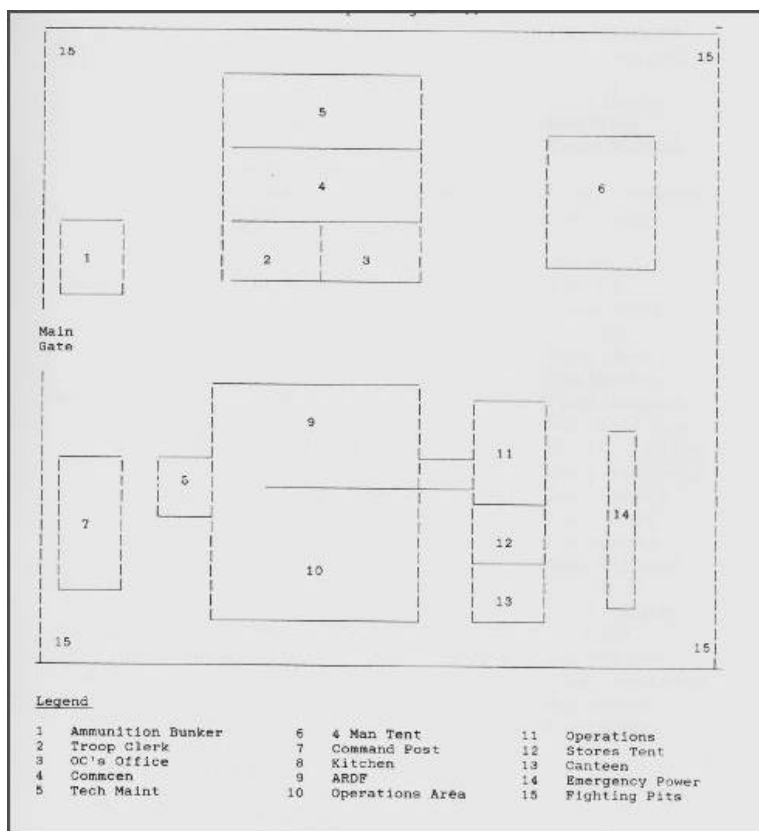 15 15
5
4
6
1 2 3
Main
Gate
9
11
8
14
7
12
10
13
15 15
Legend
1 Ammunition Bunker 6 4 Man Tent 11 Operations
2 Troop Clerk 7 Command Post 12 Stores Tent
3 OC's Office 8 Kitchen 13 Canteen
4 Commcen 9 ARDF 14 Emergency Power
5 Tech Maint 10 Operations Area 15 Fighting Pits